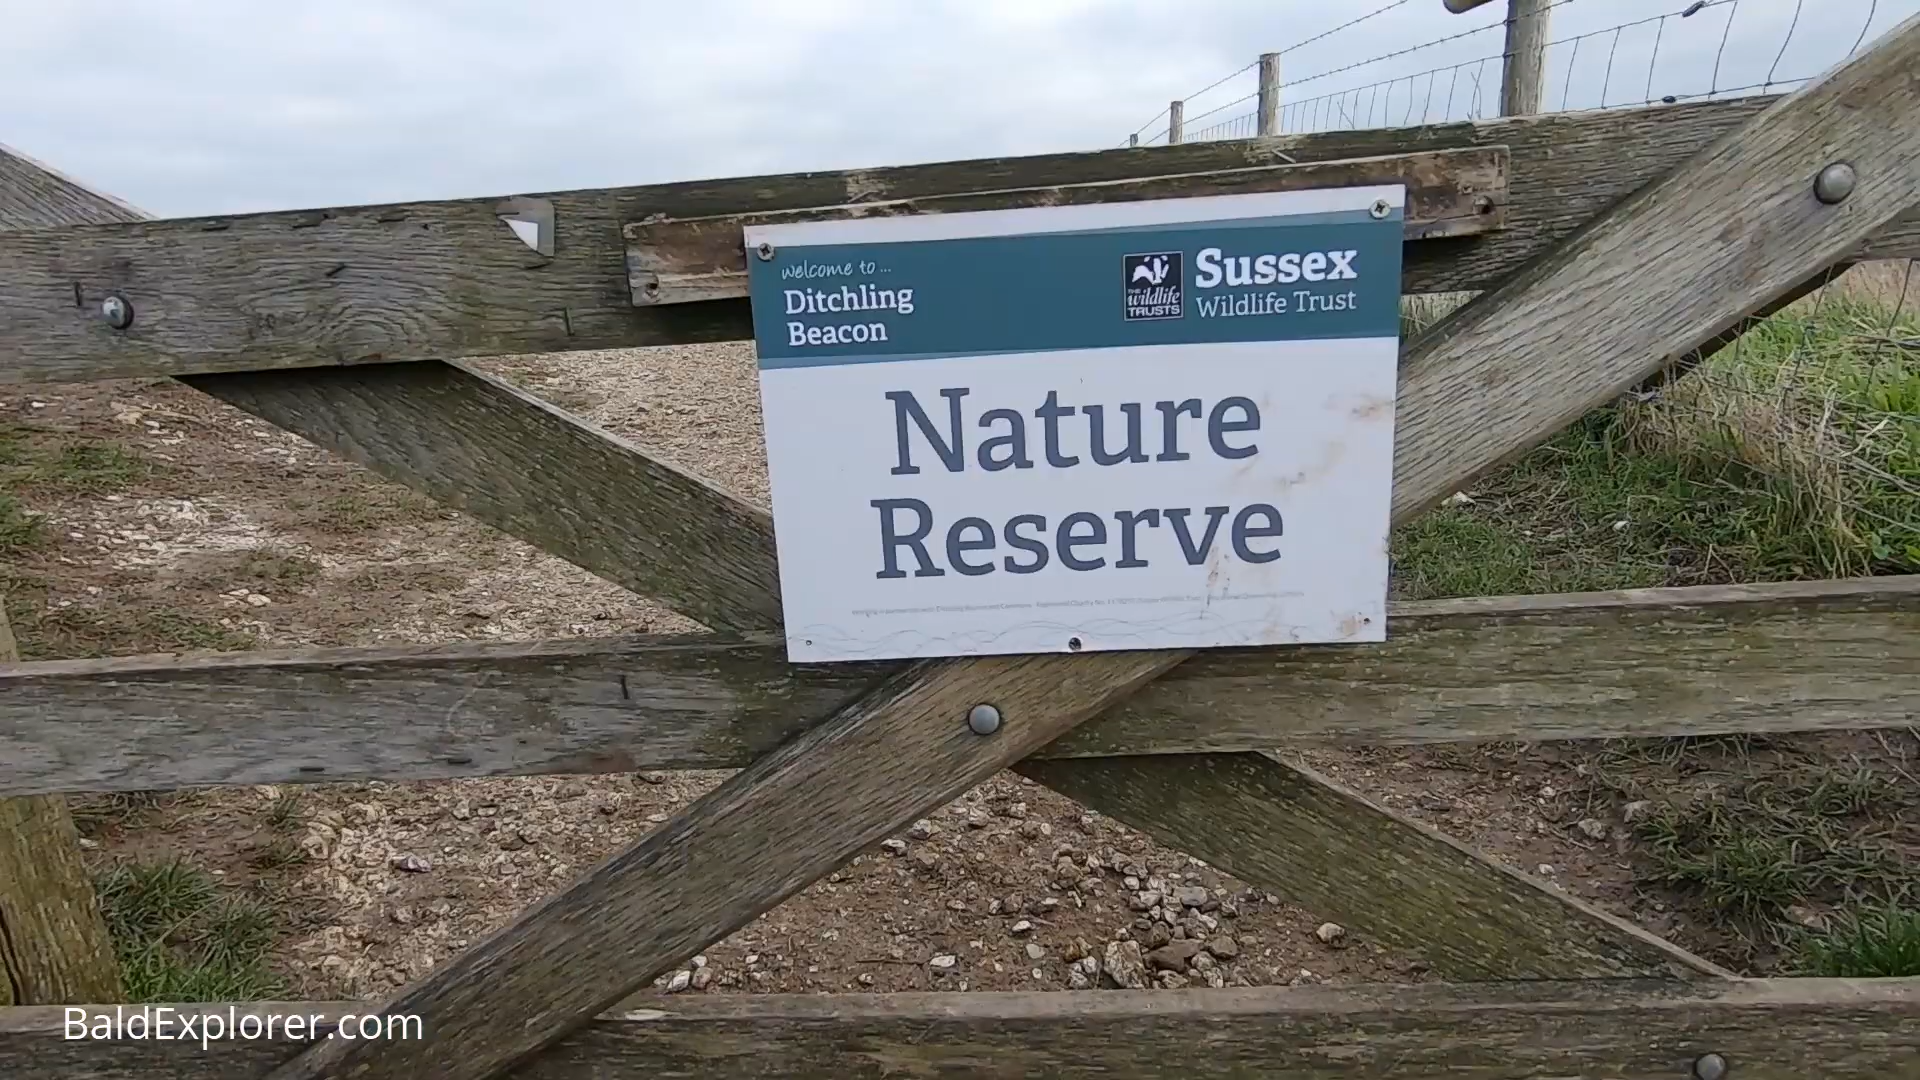 welcome to ...
Ditchling
Beacon
THE
wildlife
TRUSTS
Sussex
Wildlife Trust
Nature
Reserve
BaldExplorer.com